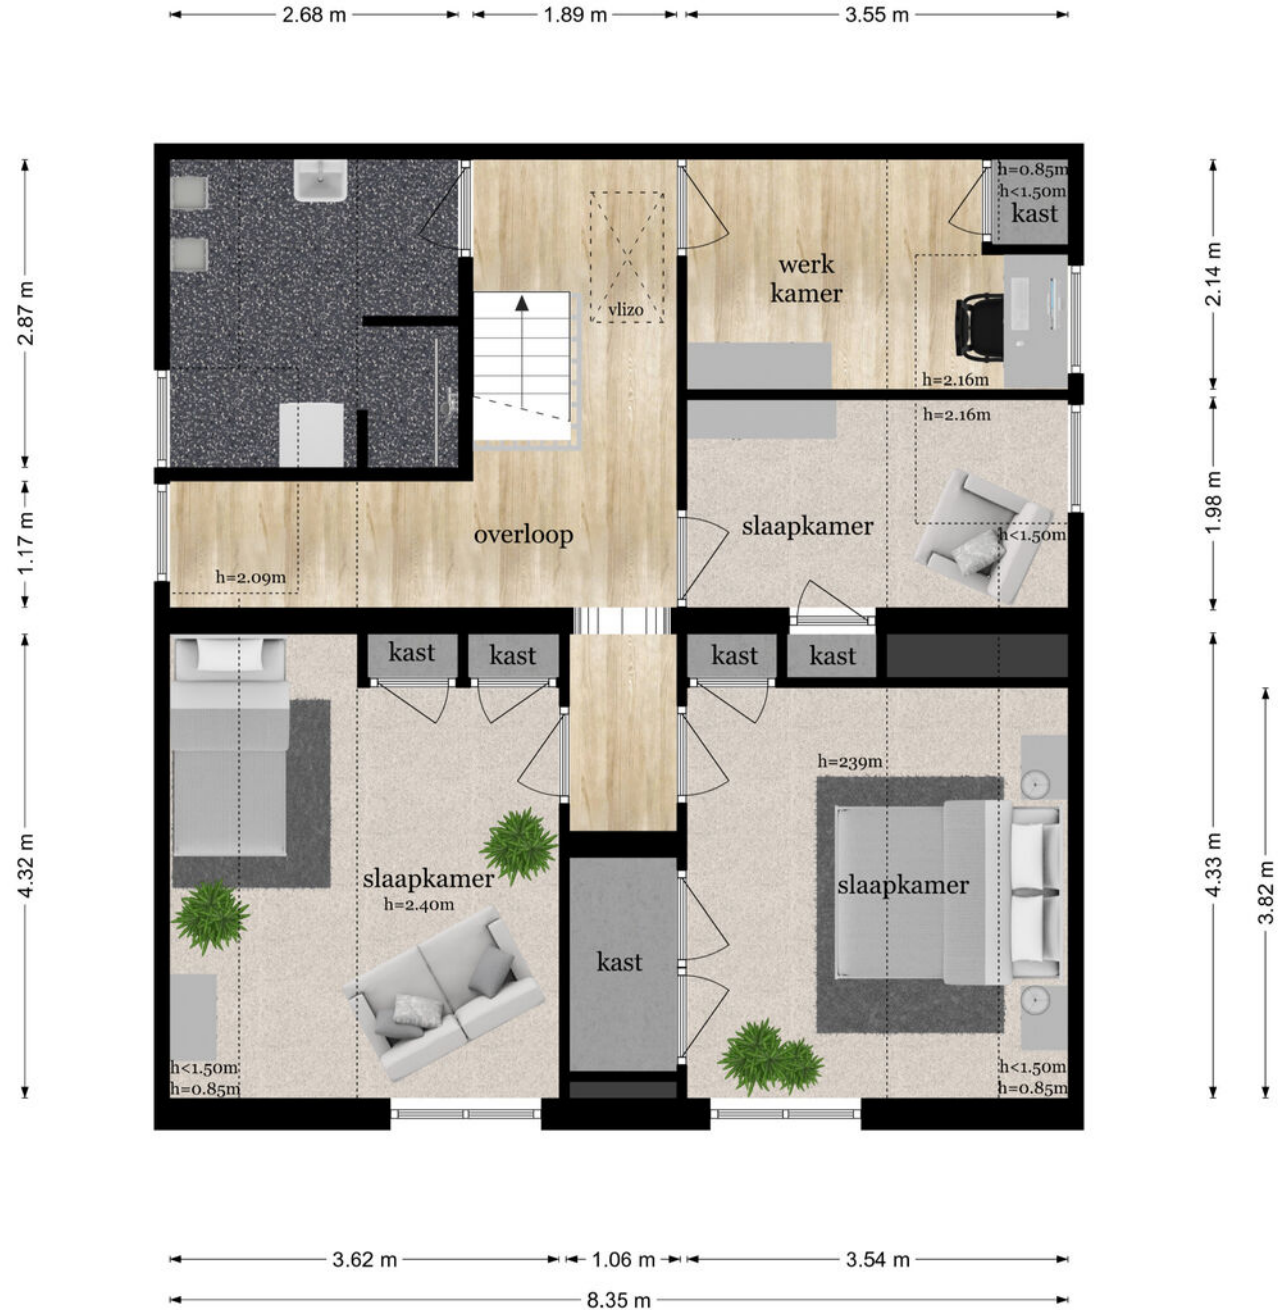 2.68 m
1.89 m
3.55 m
h=0.85m
h<1.50m
kast
werk
kamer
vlizo
2.87 m
2.14 m
h=2.16m
h=2.16m
slaapkamer
h<1.50m
overloop
h=2.09m
1.17 m
1.98 m
kast
kast
kast
kast
h=239m
slaapkamer
h=2.40m
slaapkamer
4.32 m
4.33 m
3.82 m
kast
h<1.50m
h=0.85m
h<1.50m
h=0.85m
3.62 m
1.06 m
3.54 m
8.35 m